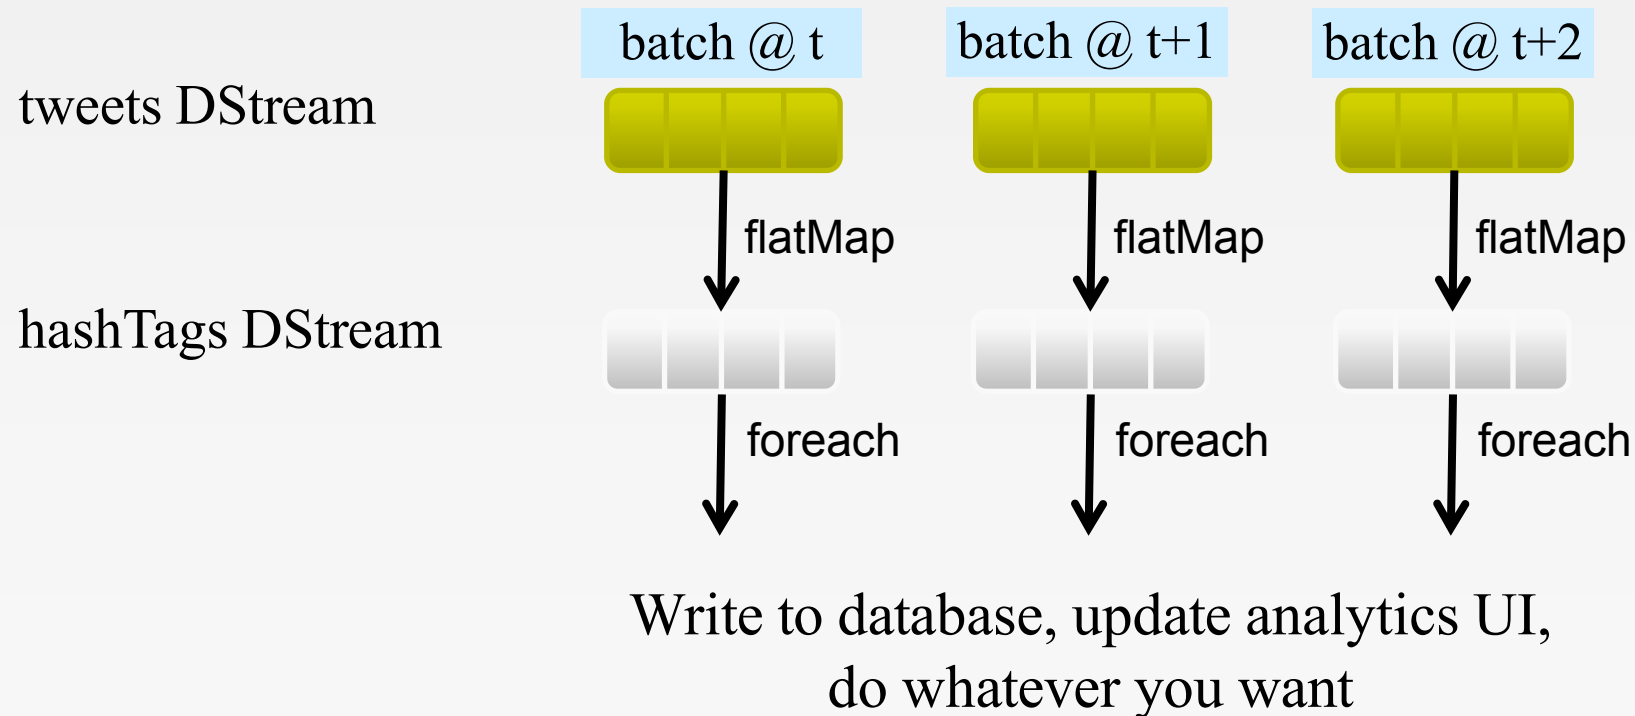 batch @ t batch @ t+1 batch @ t+2
tweets DStream
flatMap flatMap flatMap
hashTags DStream
foreach foreach foreach
Write to database, update analytics UI,
do whatever you want